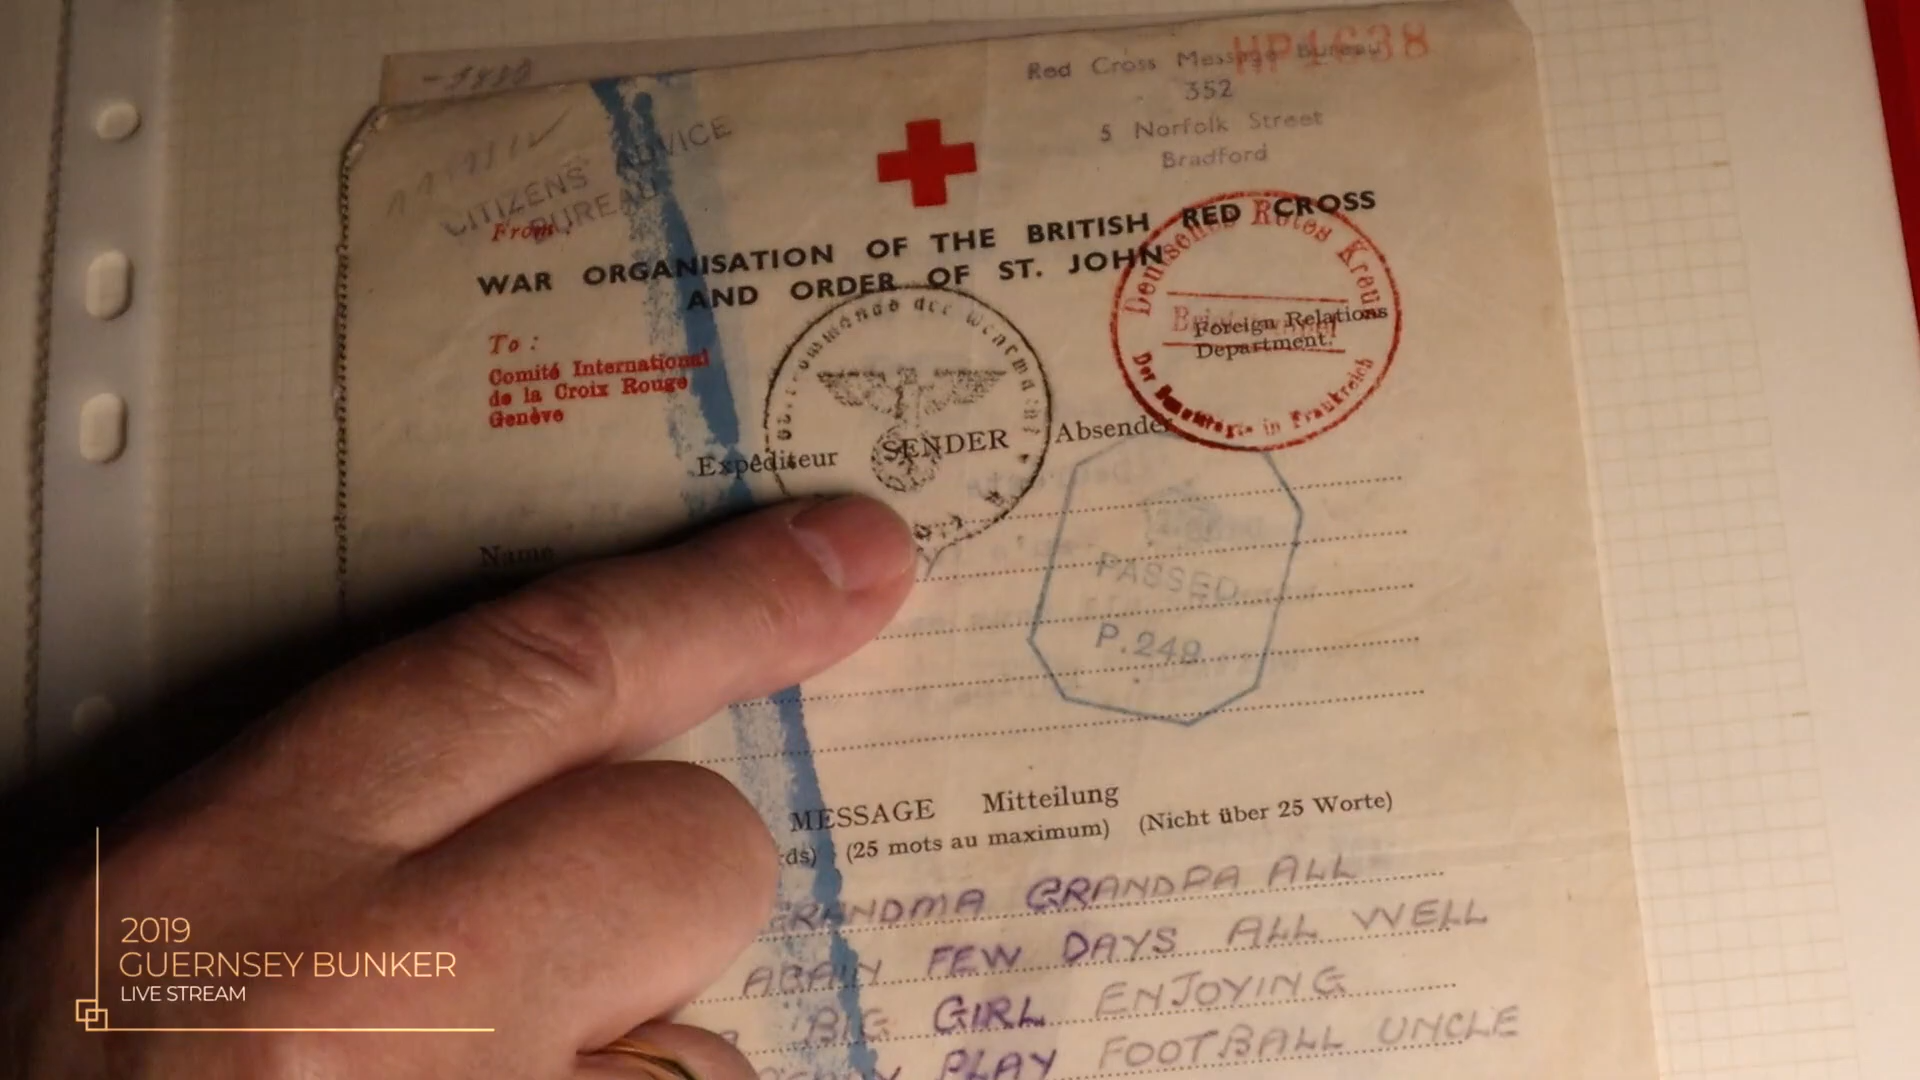 HP4638
Red Cross Message Bureau
352
5 Norfolk Street
Bradford
CITIZENS ADVICE
BUREAU
From:
WAR ORGANISATION OF THE BRITISH RED CROSS
AND ORDER OF ST. JOHN
Deutsches Rotes Kreuz
in Frankreich
To:
Comité International
de la Croix Rouge
Genève
Foreign Relations
Department.
Expéditeur SENDER Absender
Name
PASSED
P.249
MESSAGE Mitteilung
(25 mots au maximum) (Nicht über 25 Worte)
GRANDMA GRANDPA ALL
AGAIN FEW DAYS ALL WELL
BIG GIRL ENJOYING
PLAY FOOTBALL UNCLE
2019
GUERNSEY BUNKER
LIVE STREAM